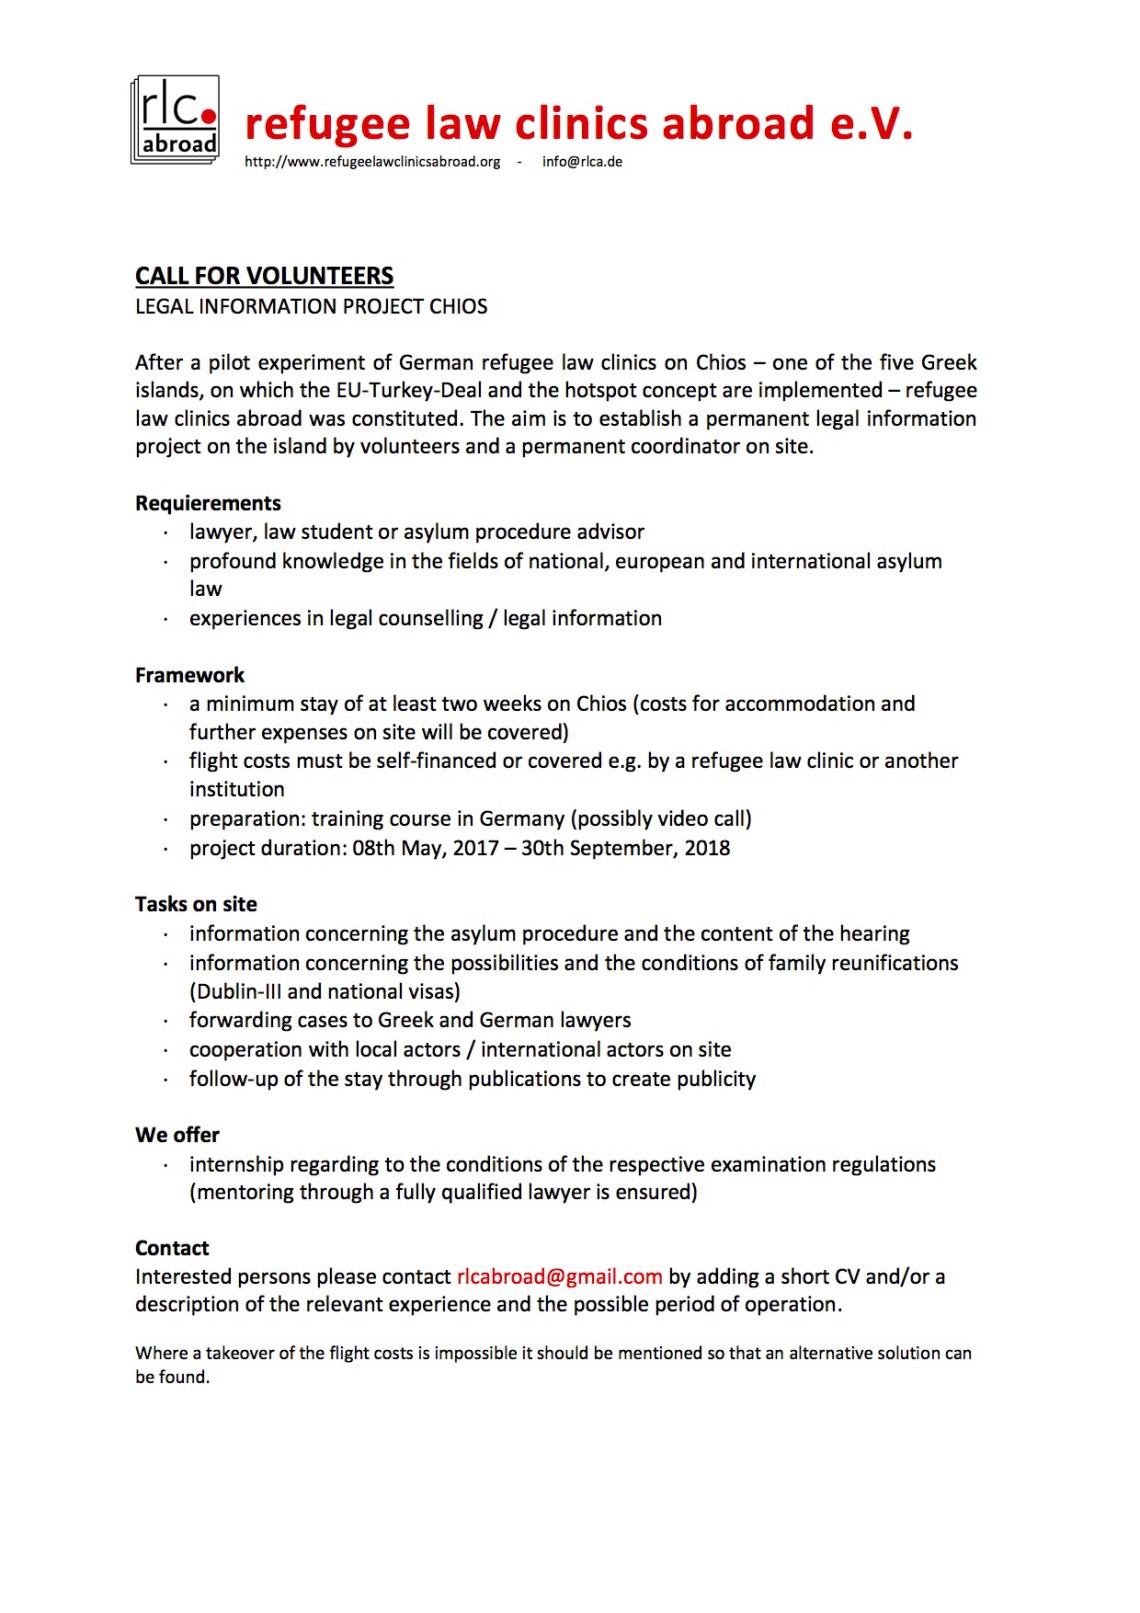 rlc.
abroad
refugee law clinics abroad e.V.
http://www.refugeelawclinicsabroad.org - info@rlca.de
CALL FOR VOLUNTEERS
LEGAL INFORMATION PROJECT CHIOS
After a pilot experiment of German refugee law clinics on Chios – one of the five Greek
islands, on which the EU-Turkey-Deal and the hotspot concept are implemented – refugee
law clinics abroad was constituted. The aim is to establish a permanent legal information
project on the island by volunteers and a permanent coordinator on site.
Requierements
· lawyer, law student or asylum procedure advisor
· profound knowledge in the fields of national, european and international asylum
law
· experiences in legal counselling / legal information
Framework
· a minimum stay of at least two weeks on Chios (costs for accommodation and
further expenses on site will be covered)
· flight costs must be self-financed or covered e.g. by a refugee law clinic or another
institution
· preparation: training course in Germany (possibly video call)
· project duration: 08th May, 2017 – 30th September, 2018
Tasks on site
· information concerning the asylum procedure and the content of the hearing
· information concerning the possibilities and the conditions of family reunifications
(Dublin-III and national visas)
· forwarding cases to Greek and German lawyers
· cooperation with local actors / international actors on site
· follow-up of the stay through publications to create publicity
We offer
· internship regarding to the conditions of the respective examination regulations
(mentoring through a fully qualified lawyer is ensured)
Contact
Interested persons please contact rlcabroad@gmail.com by adding a short CV and/or a
description of the relevant experience and the possible period of operation.
Where a takeover of the flight costs is impossible it should be mentioned so that an alternative solution can
be found.